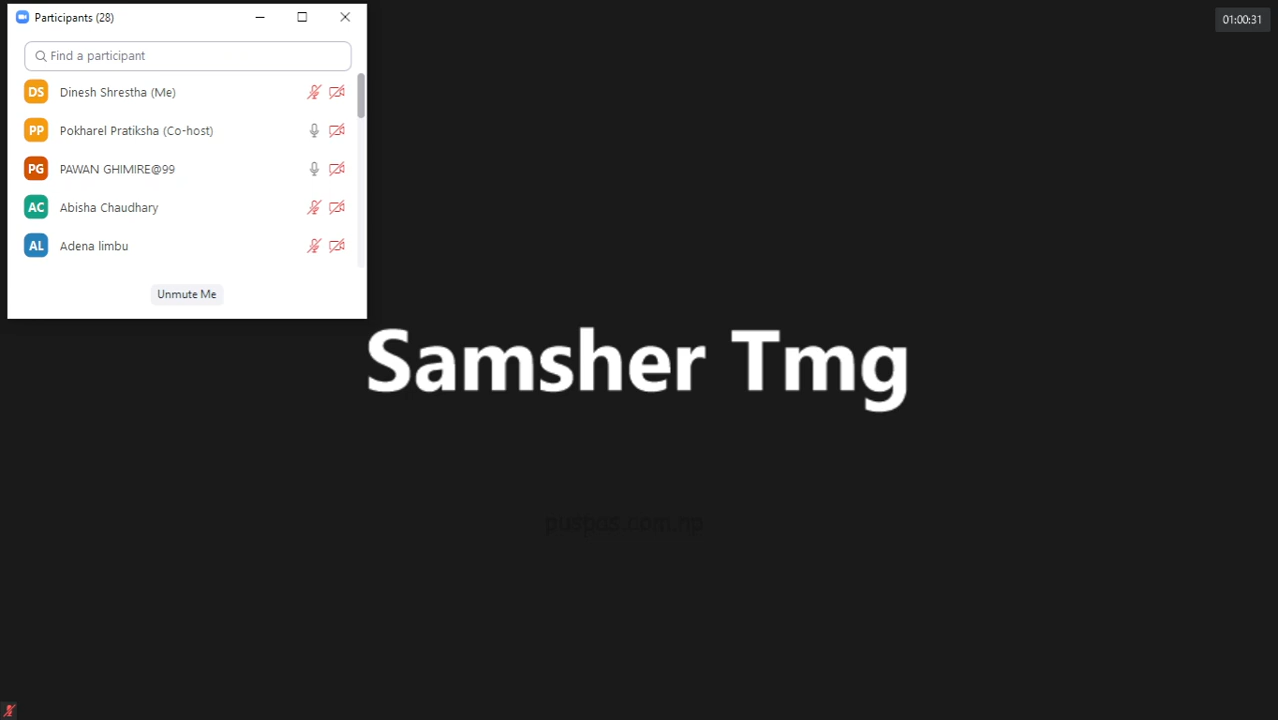 Participants (28)
01:00:31
Find a participant
DS Dinesh Shrestha (Me)
PP Pokharel Pratiksha (Co-host)
PG PAWAN GHIMIRE@99
AC Abisha Chaudhary
AL Adena limbu
Unmute Me
Samsher Tmg